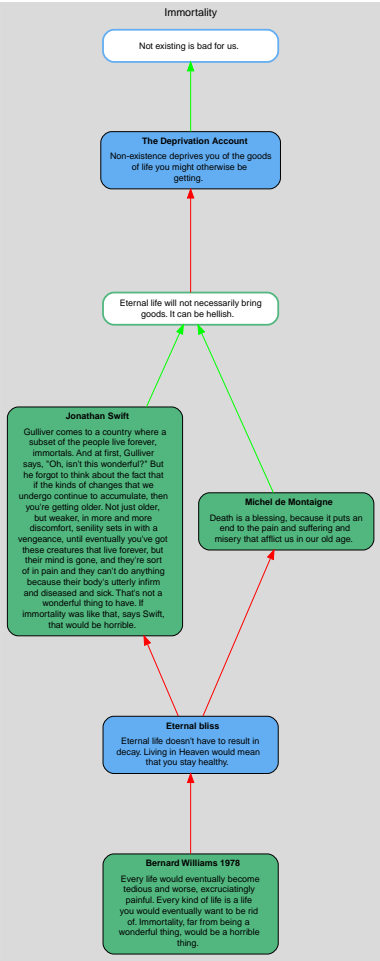 Immortality
Not existing is bad for us.
The Deprivation Account
Non-existence deprives you of the goods
of life you might otherwise be
getting.
Eternal life will not necessarily bring
goods. It can be hellish.
Jonathan Swift
Gulliver comes to a country where a
subset of the people live forever,
immortals. And at first, Gulliver
says, "Oh, isn't this wonderful?" But
he forgot to think about the fact that
if the kinds of changes that we
undergo continue to accumulate, then
you're getting older. Not just older,
but weaker, in more and more
discomfort, senility sets in with a
vengeance, until eventually you've got
these creatures that live forever, but
their mind is gone, and they're sort
of in pain and they can't do anything
because their body's utterly infirm
and diseased and sick. That's not a
wonderful thing to have. If
immortality was like that, says Swift,
that would be horrible.
Michel de Montaigne
Death is a blessing, because it puts an
end to the pain and suffering and
misery that afflict us in our old age.
Eternal bliss
Eternal life doesn't have to result in
decay. Living in Heaven would mean
that you stay healthy.
Bernard Williams 1978
Every life would eventually become
tedious and worse, excruciatingly
painful. Every kind of life is a life
you would eventually want to be rid
of. Immortality, far from being a
wonderful thing, would be a horrible
thing.